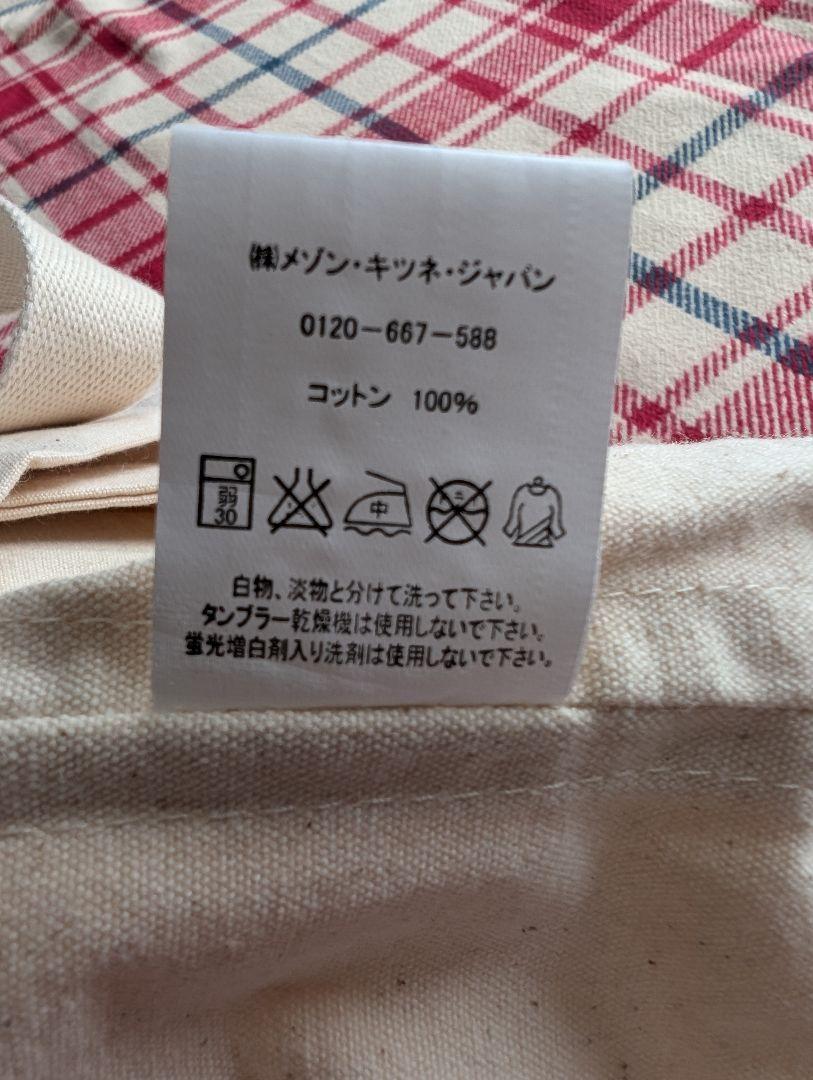 ㈱メゾン・キツネ・ジャパン
0120－667－588
コットン 100％
弱 中 ニニ
30
白物、淡物と分けて洗って下さい。
タンブラー乾燥機は使用しないで下さい。
蛍光増白剤入り洗剤は使用しないで下さい。